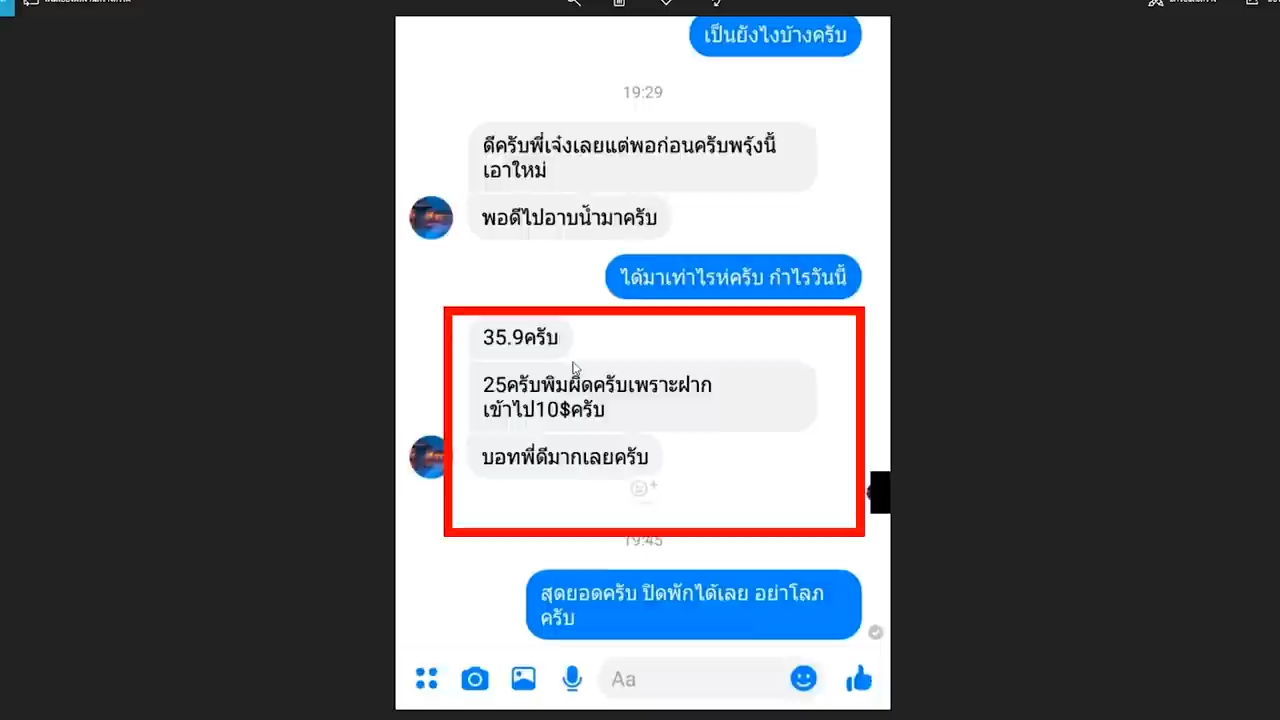 เป็นยังไงบ้างครับ
19:29
ดีครับพี่เจ๋งเลยแต่พอก่อนครับพรุ้งนี้
เอาใหม่
พอดีไปอาบน้ำมาครับ
ได้มาเท่าไรห่ครับ กำไรวันนี้
35.9ครับ
25ครับพิมผิดครับเพราะฝาก
เข้าไป10$ครับ
บอทพี่ดีมากเลยครับ
19:45
สุดยอดครับ ปิดพักได้เลย อย่าโลภ
ครับ
Aa